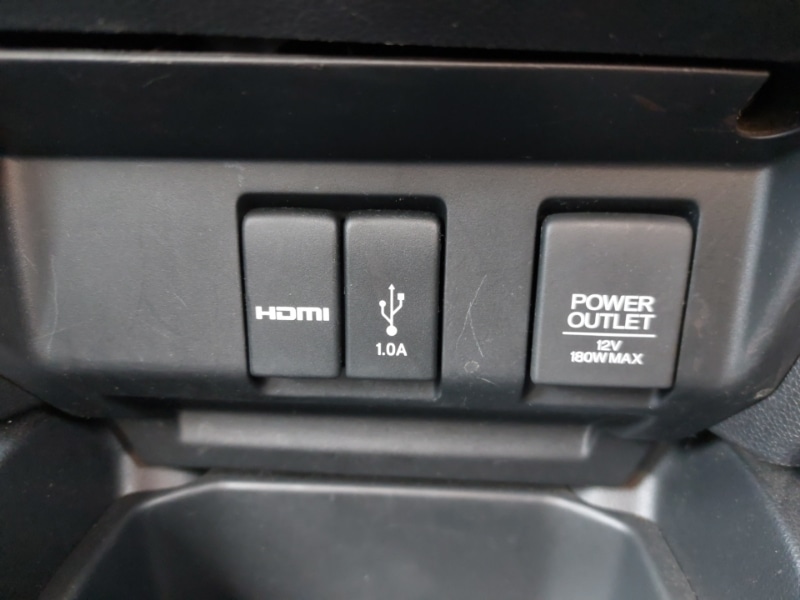 HDMI
1.0A
POWER
OUTLET
12V
180W MAX